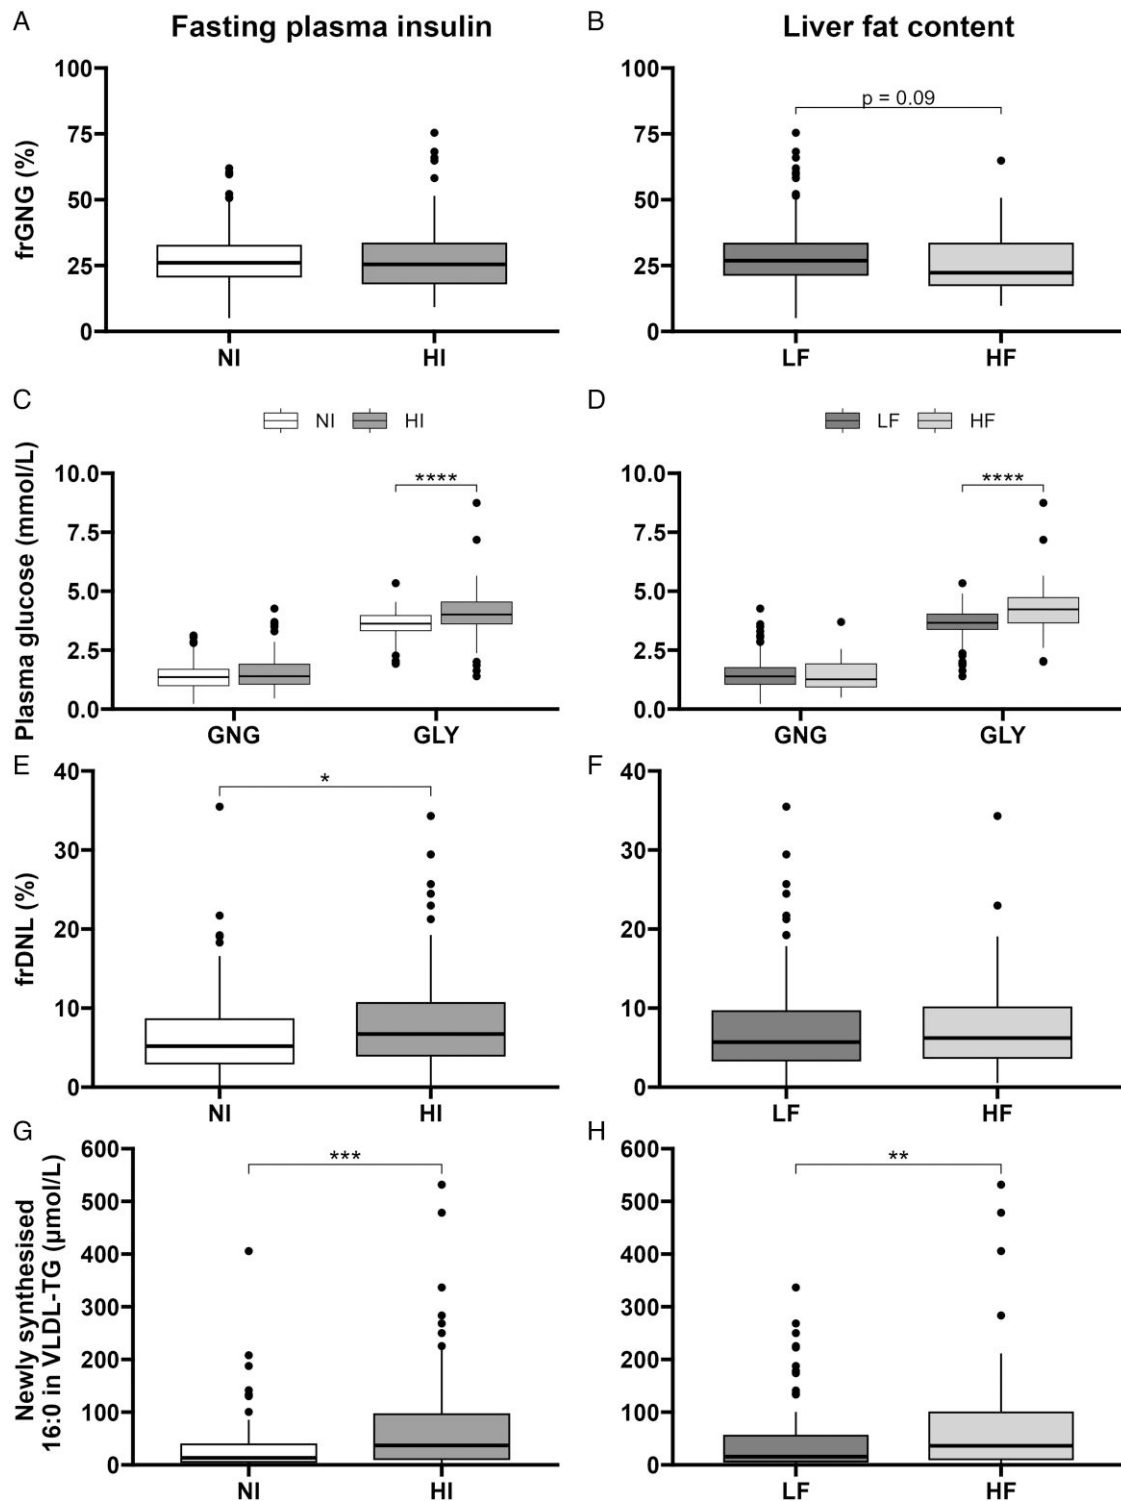 A
Fasting plasma insulin
B
Liver fat content
frGNG (%)
100
75
50
25
0
NI
HI
100
75
50
25
0
p = 0.09
LF
HF
C
NI
HI
D
LF
HF
Plasma glucose (mmol/L)
10.0
7.5
5.0
2.5
0.0
****
GNG
GLY
10.0
7.5
5.0
2.5
0.0
****
GNG
GLY
E
frDNL (%)
40
30
20
10
0
*
NI
HI
F
40
30
20
10
0
LF
HF
G
Newly synthesised
16:0 in VLDL-TG (μmol/L)
600
500
400
300
200
100
0
***
NI
HI
H
600
500
400
300
200
100
0
**
LF
HF